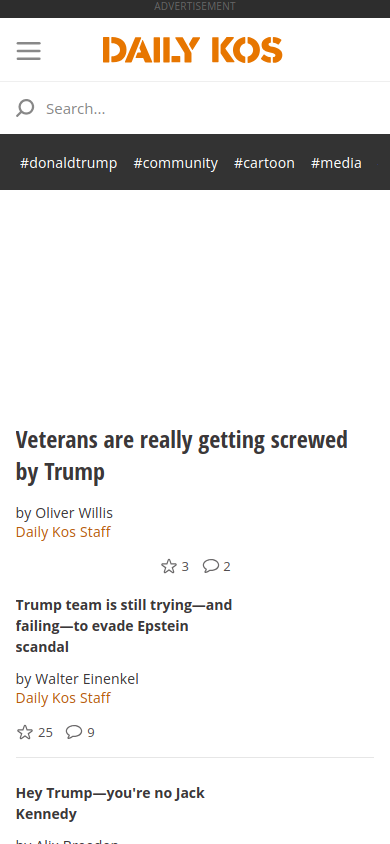 ADVERTISEMENT
DAILY KOS
Search...
#donaldtrump #community #cartoon #media
Veterans are really getting screwed
by Trump
by Oliver Willis
Daily Kos Staff
3 2
Trump team is still trying—and
failing—to evade Epstein
scandal
by Walter Einenkel
Daily Kos Staff
25 9
Hey Trump—you're no Jack
Kennedy
by Alix Breeden